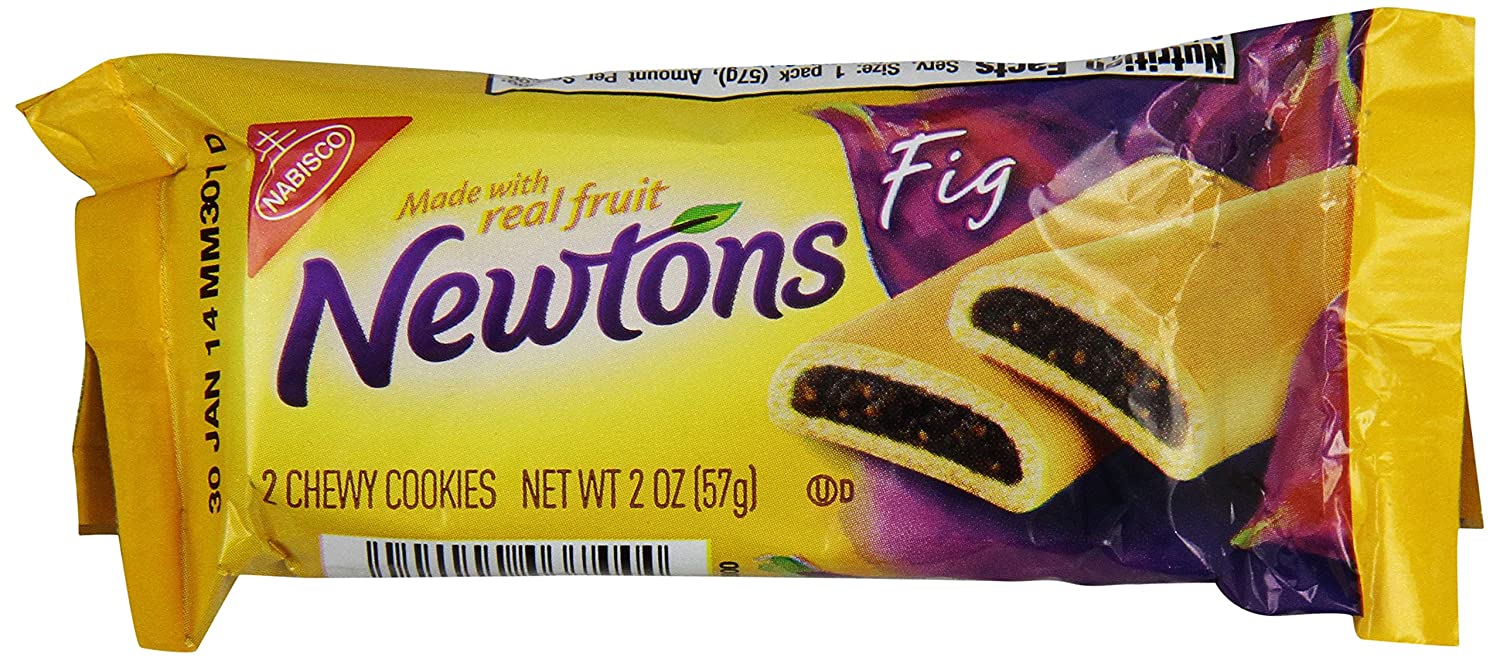 Nutrition Facts Serv. Size: 1 pack (57g), Amount Per
NABISCO
Made with
real fruit
Newtons
Fig
2 CHEWY COOKIES NET WT 2 OZ (57g)
U D
30 JAN 14 MM301 D